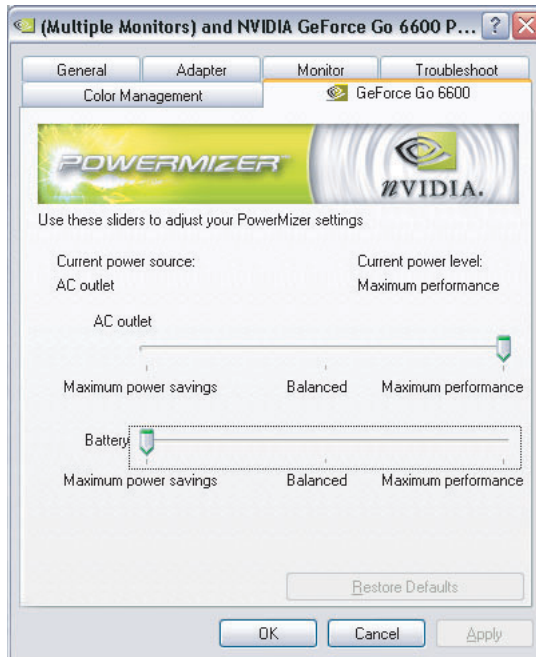 (Multiple Monitors) and NVIDIA GeForce Go 6600 P... ?
General Adapter Monitor Troubleshoot
Color Management GeForce Go 6600
POWERMIZER™ nVIDIA.
Use these sliders to adjust your PowerMizer settings
Current power source: Current power level:
AC outlet Maximum performance
AC outlet
Maximum power savings Balanced Maximum performance
Battery
Maximum power savings Balanced Maximum performance
Restore Defaults
OK Cancel Apply